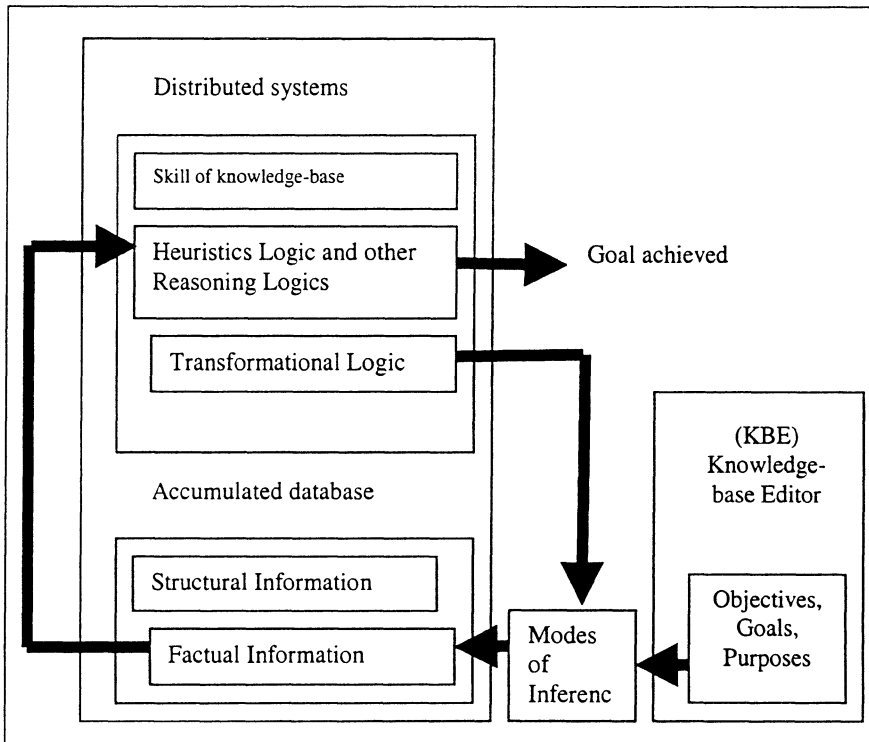 Distributed systems
Skill of knowledge-base
Heuristics Logic and other
Reasoning Logics
Goal achieved
Transformational Logic
(KBE)
Knowledge-
base Editor
Accumulated database
Structural Information
Factual Information
Modes
of
Inferenc
Objectives,
Goals,
Purposes